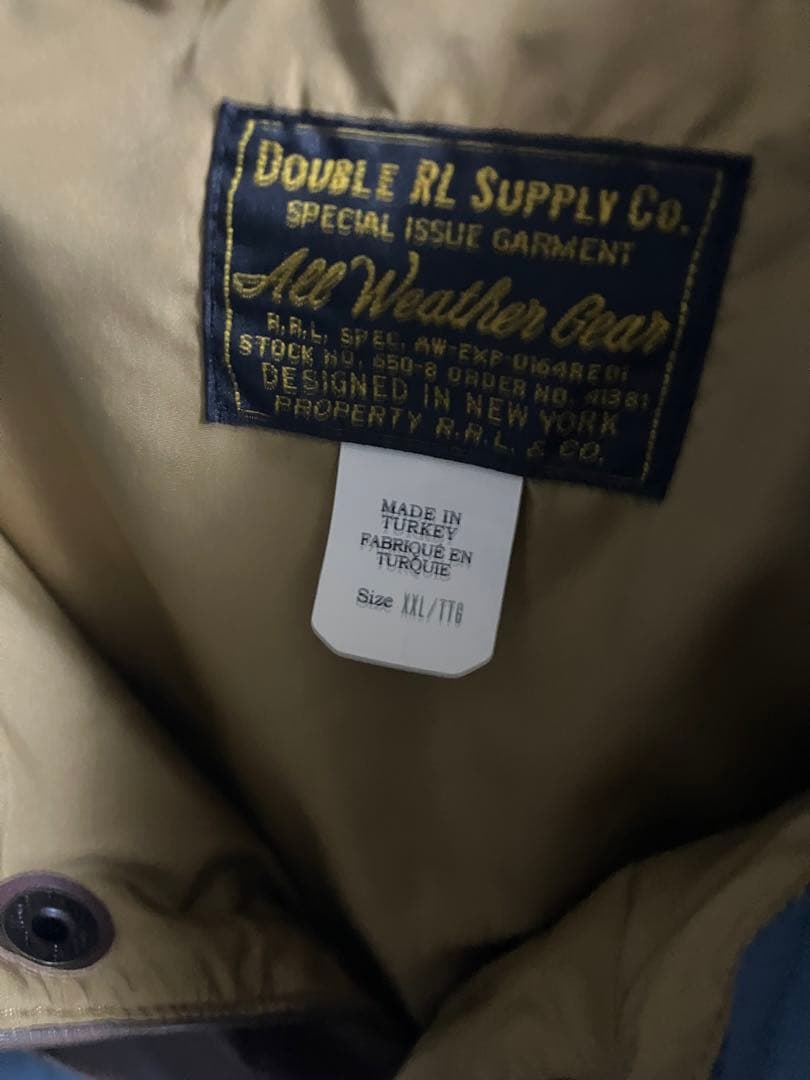 DOUBLE RL SUPPLY CO.
SPECIAL ISSUE GARMENT
All Weather Gear
R.R.L. SPEC. AW-EXP-0164RE01
STOCK NO. 650-8 ORDER NO. 41381
DESIGNED IN NEW YORK
PROPERTY R.R.L. & CO.
MADE IN
TURKEY
FABRIQUÉ EN
TURQUIE
Size XXL/TTG